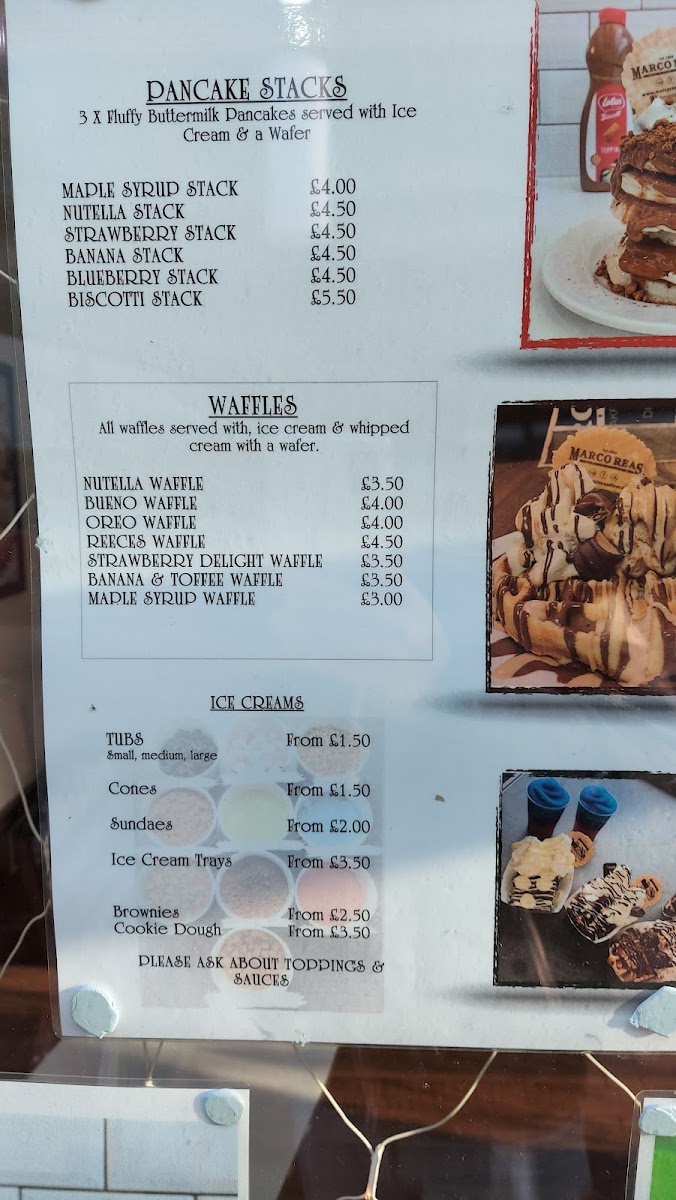 PANCAKE STACKS
3 X Fluffy Buttermilk Pancakes served with Ice
Cream & a Wafer
MAPLE SYRUP STACK £4.00
NUTELLA STACK £4.50
STRAWBERRY STACK £4.50
BANANA STACK £4.50
BLUEBERRY STACK £4.50
BISCOTTI STACK £5.50
WAFFLES
All waffles served with, ice cream & whipped
cream with a wafer.
NUTELLA WAFFLE £3.50
BUENO WAFFLE £4.00
OREO WAFFLE £4.00
REECES WAFFLE £4.50
STRAWBERRY DELIGHT WAFFLE £3.50
BANANA & TOFFEE WAFFLE £3.50
MAPLE SYRUP WAFFLE £3.00
ICE CREAMS
TUBS From £1.50
Small, medium, large
Cones From £1.50
Sundaes From £2.00
Ice Cream Trays From £3.50
Brownies From £2.50
Cookie Dough From £3.50
PLEASE ASK ABOUT TOPPINGS &
SAUCES
MARCO
Lotus
Biscoff
MARCO REAS